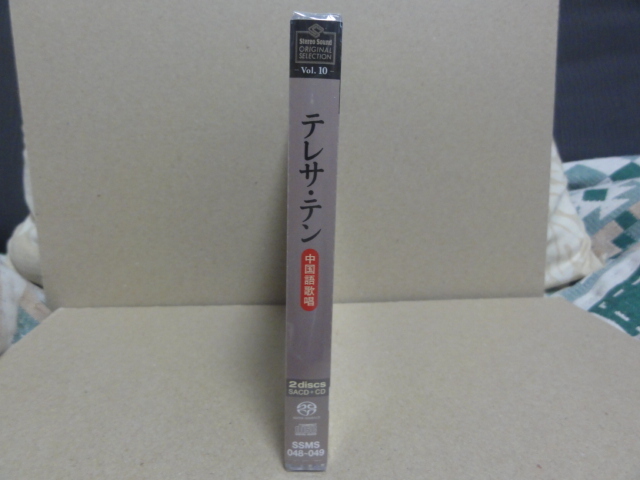 Stereo Sound
ORIGINAL
SELECTION
Vol. 10
テレサ・テン
中国語歌唱
2 discs
SACD+CD
SSMS
048-049